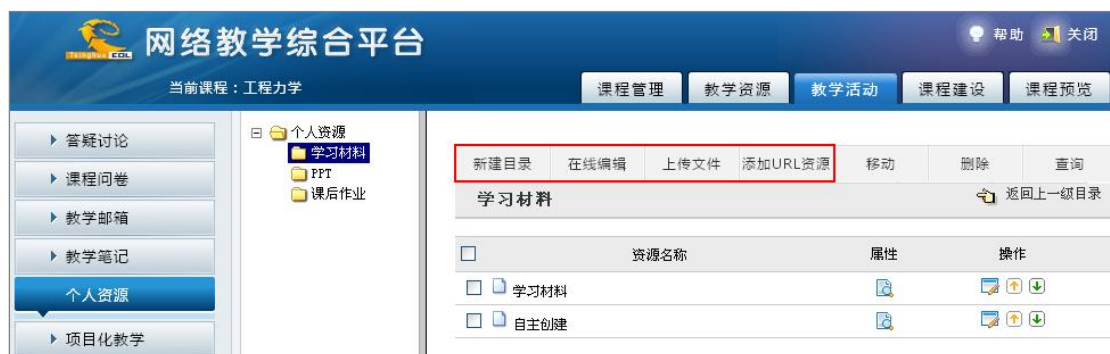 网络教学综合平台
帮助 关闭
Tsinghua EOL
当前课程：工程力学
课程管理 教学资源 教学活动 课程建设 课程预览
答疑讨论
课程问卷
教学邮箱
教学笔记
个人资源
项目化教学
个人资源
学习材料
PPT
课后作业
新建目录 在线编辑 上传文件 添加URL资源 移动 删除 查询
学习材料 返回上一级目录
资源名称 属性 操作
学习材料
自主创建